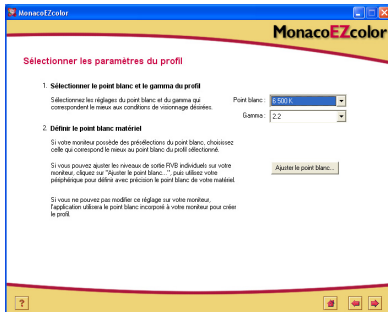 MonacoEZcolor
MonacoEZcolor
Sélectionner les paramètres du profil
1. Sélectionner le point blanc et le gamma du profil
Sélectionnez les réglages du point blanc et du gamma qui
correspondent le mieux aux conditions de visionnage désirées.
Point blanc :
6 500 K
Gamma :
2.2
2. Définir le point blanc matériel
Si votre moniteur possède des présélections du point blanc, choisissez
celle qui correspond le mieux au point blanc du profil sélectionné.
Si vous pouvez ajuster les niveaux de sortie RVB individuels sur votre
moniteur, cliquez sur "Ajuster le point blanc...", puis utilisez votre
périphérique pour définir avec précision le point blanc de votre matériel.
Ajuster le point blanc...
Si vous ne pouvez pas modifier ce réglage sur votre moniteur,
l'application utilisera le point blanc incorporé à votre moniteur pour créer
le profil.
?